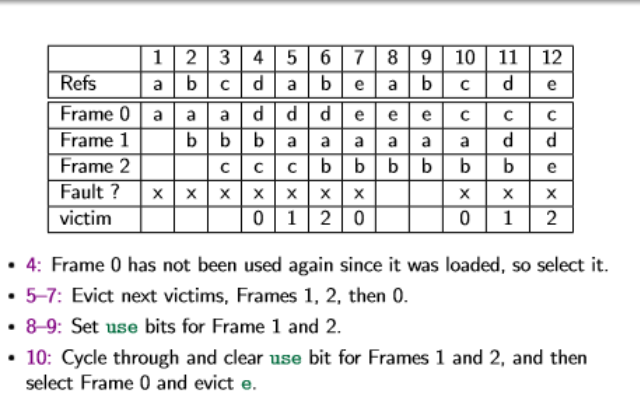 1 2 3 4 5 6 7 8 9 10 11 12
Refs a b c d a b e a b c d e
Frame 0 a a a d d d e e e c c c
Frame 1 b b b a a a a a a d d
Frame 2 c c c b b b b b b e
Fault ? x x x x x x x x x x
victim 0 1 2 0 0 1 2
• 4: Frame 0 has not been used again since it was loaded, so select it.
• 5–7: Evict next victims, Frames 1, 2, then 0.
• 8–9: Set use bits for Frame 1 and 2.
• 10: Cycle through and clear use bit for Frames 1 and 2, and then
select Frame 0 and evict e.